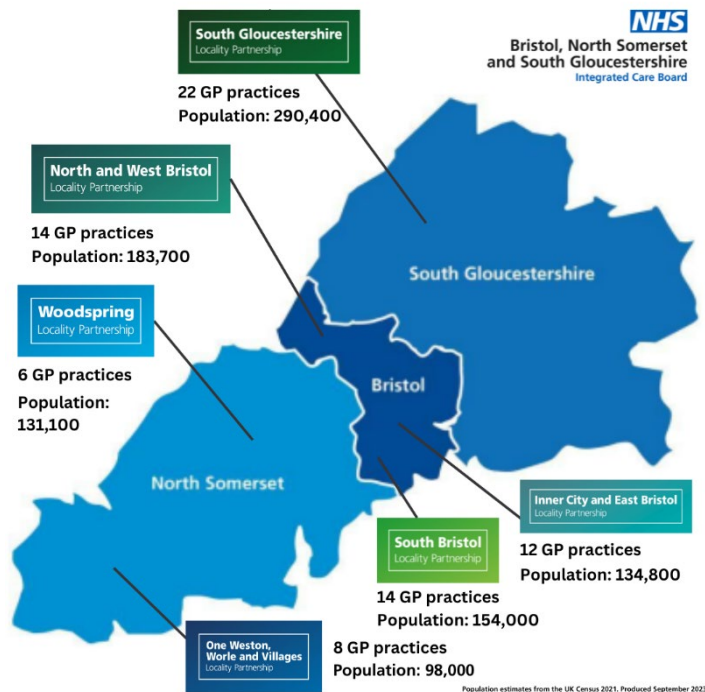 NHS
Bristol, North Somerset
and South Gloucestershire
Integrated Care Board
South Gloucestershire
Locality Partnership
22 GP practices
Population: 290,400
North and West Bristol
Locality Partnership
14 GP practices
Population: 183,700
South Gloucestershire
Woodspring
Locality Partnership
6 GP practices
Population:
131,100
Bristol
North Somerset
Inner City and East Bristol
Locality Partnership
12 GP practices
Population: 134,800
South Bristol
Locality Partnership
14 GP practices
Population: 154,000
One Weston,
Worle and Villages
Locality Partnership
8 GP practices
Population: 98,000
Population estimates from the UK Census 2021. Produced September 2023